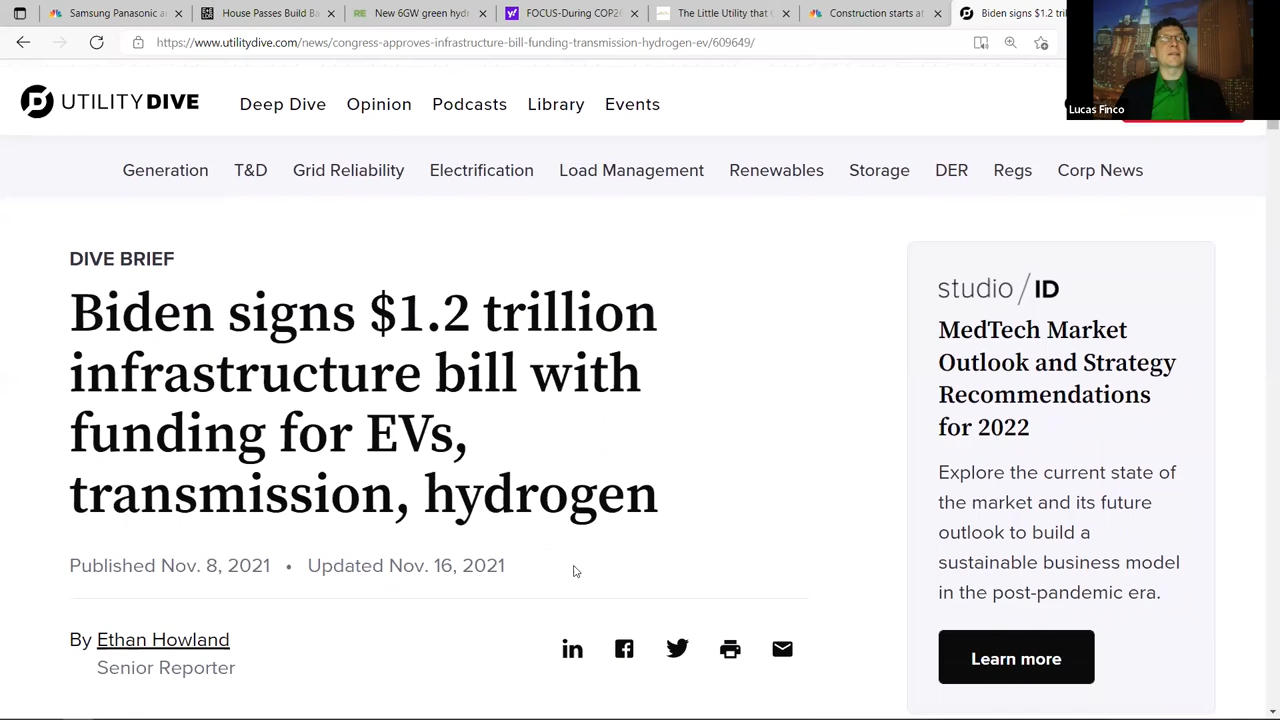 Samsung Panasonic a
House Passes Build B
New AGW green hydr
FOCUS-During COP26
The Little Utility that
Construction starts a
Biden signs $1.2 tril
https://www.utilitydive.com/news/congress-approves-infrastructure-bill-funding-transmission-hydrogen-ev/609649/
Lucas Finco
UTILITY DIVE
Deep Dive Opinion Podcasts Library Events
Generation T&D Grid Reliability Electrification Load Management Renewables Storage DER Regs Corp News
DIVE BRIEF
Biden signs $1.2 trillion
infrastructure bill with
funding for EVs,
transmission, hydrogen
Published Nov. 8, 2021 • Updated Nov. 16, 2021
By Ethan Howland
Senior Reporter
studio/ID
MedTech Market
Outlook and Strategy
Recommendations
for 2022
Explore the current state of
the market and its future
outlook to build a
sustainable business model
in the post-pandemic era.
Learn more